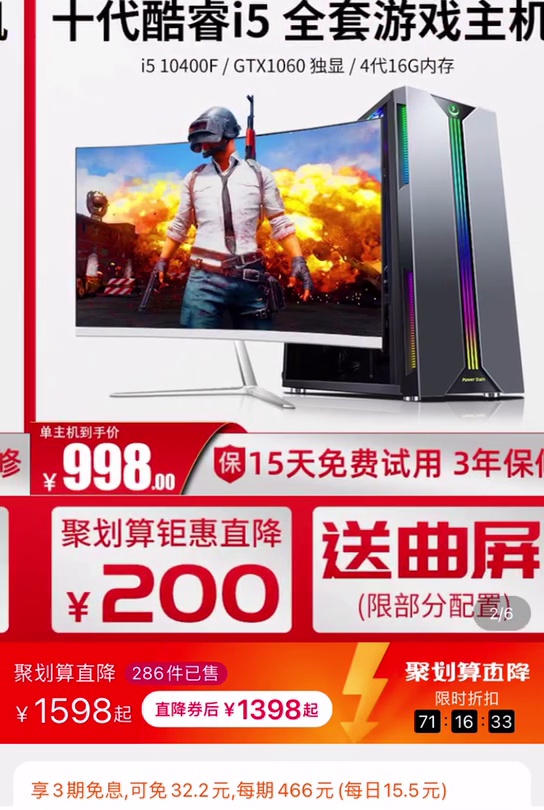 十代酷睿i5 全套游戏主机
i5 10400F / GTX1060 独显 / 4代16G内存
Power Train
单主机到手价
¥998.00
修
保 15天免费试用 3年保修
聚划算钜惠直降
¥200
送曲屏
(限部分配置)
2/6
聚划算直降 286件已售
¥1598起 直降券后 ¥1398起
聚划算直降
限时折扣
71:16:33
享3期免息,可免32.2元,每期466元(每日15.5元)